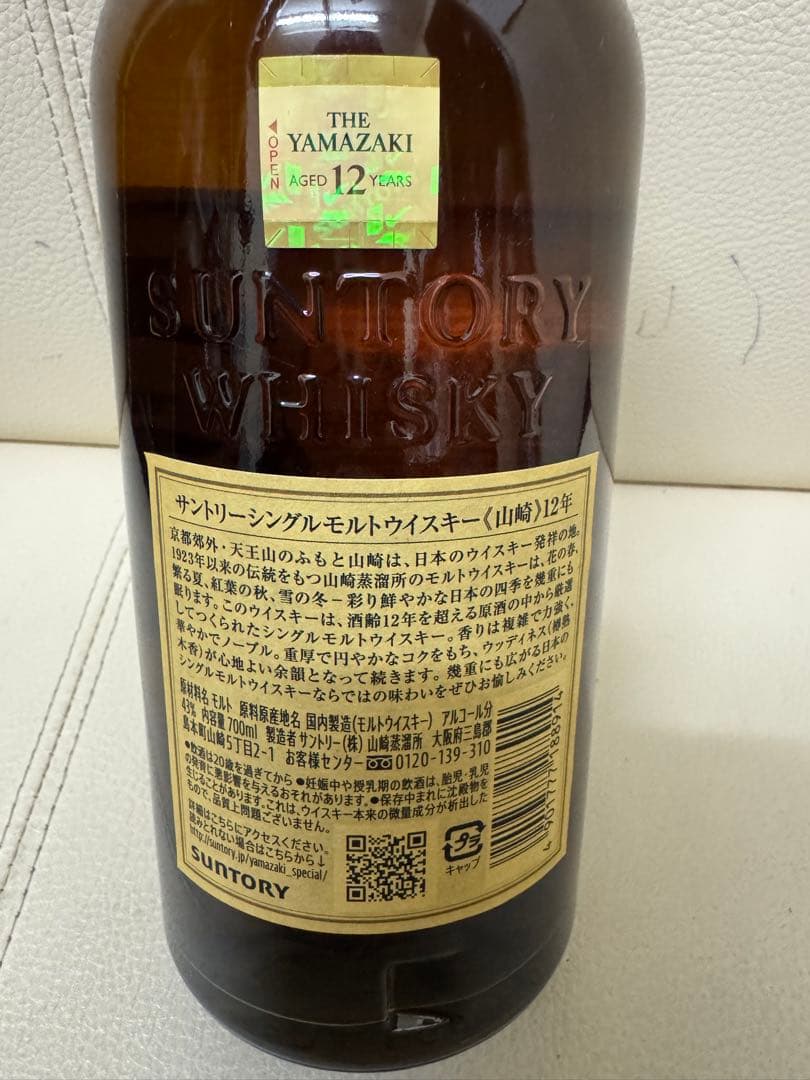 THE
YAMAZAKI
AGED 12 YEARS
OPEN
SUNTORY
WHISKY
サントリーシングルモルトウイスキー《山崎》12年
京都郊外・天王山のふもと山崎は、日本のウイスキー発祥の地。
1923年以来の伝統をもつ山崎蒸溜所のモルトウイスキーは、花の春、
繁る夏、紅葉の秋、雪の冬−彩り鮮やかな日本の四季を幾重にも
眠ります。このウイスキーは、酒齢12年を超える原酒の中から厳選
してつくられたシングルモルトウイスキー。香りは複雑で力強く、
華やかでノーブル。重厚で円やかなコクをもち、ウッディネス(樽熟
木香)が心地よい余韻となって続きます。幾重にも広がる日本の
シングルモルトウイスキーならではの味わいをぜひお愉しみください。
原材料名 モルト 原料原産地名 国内製造(モルトウイスキー) アルコール分
43% 内容量700ml 製造者 サントリー(株) 山崎蒸溜所 大阪府三島郡
島本町山崎5丁目2-1 お客様センター 0120-139-310
●飲酒は20歳を過ぎてから ●妊娠中や授乳期の飲酒は、胎児・乳児
の発育に悪影響を与えるおそれがあります。●保存中まれに沈殿物を
生じることがあります。これは、ウイスキー本来の微量成分が析出した
もので、品質上問題ございません。
詳細はこちらにアクセスください。
読みとれない場合はこちらから↓
http://suntory.jp/yamazaki_special/
SUNTORY
プラ
キャップ
4901777188914